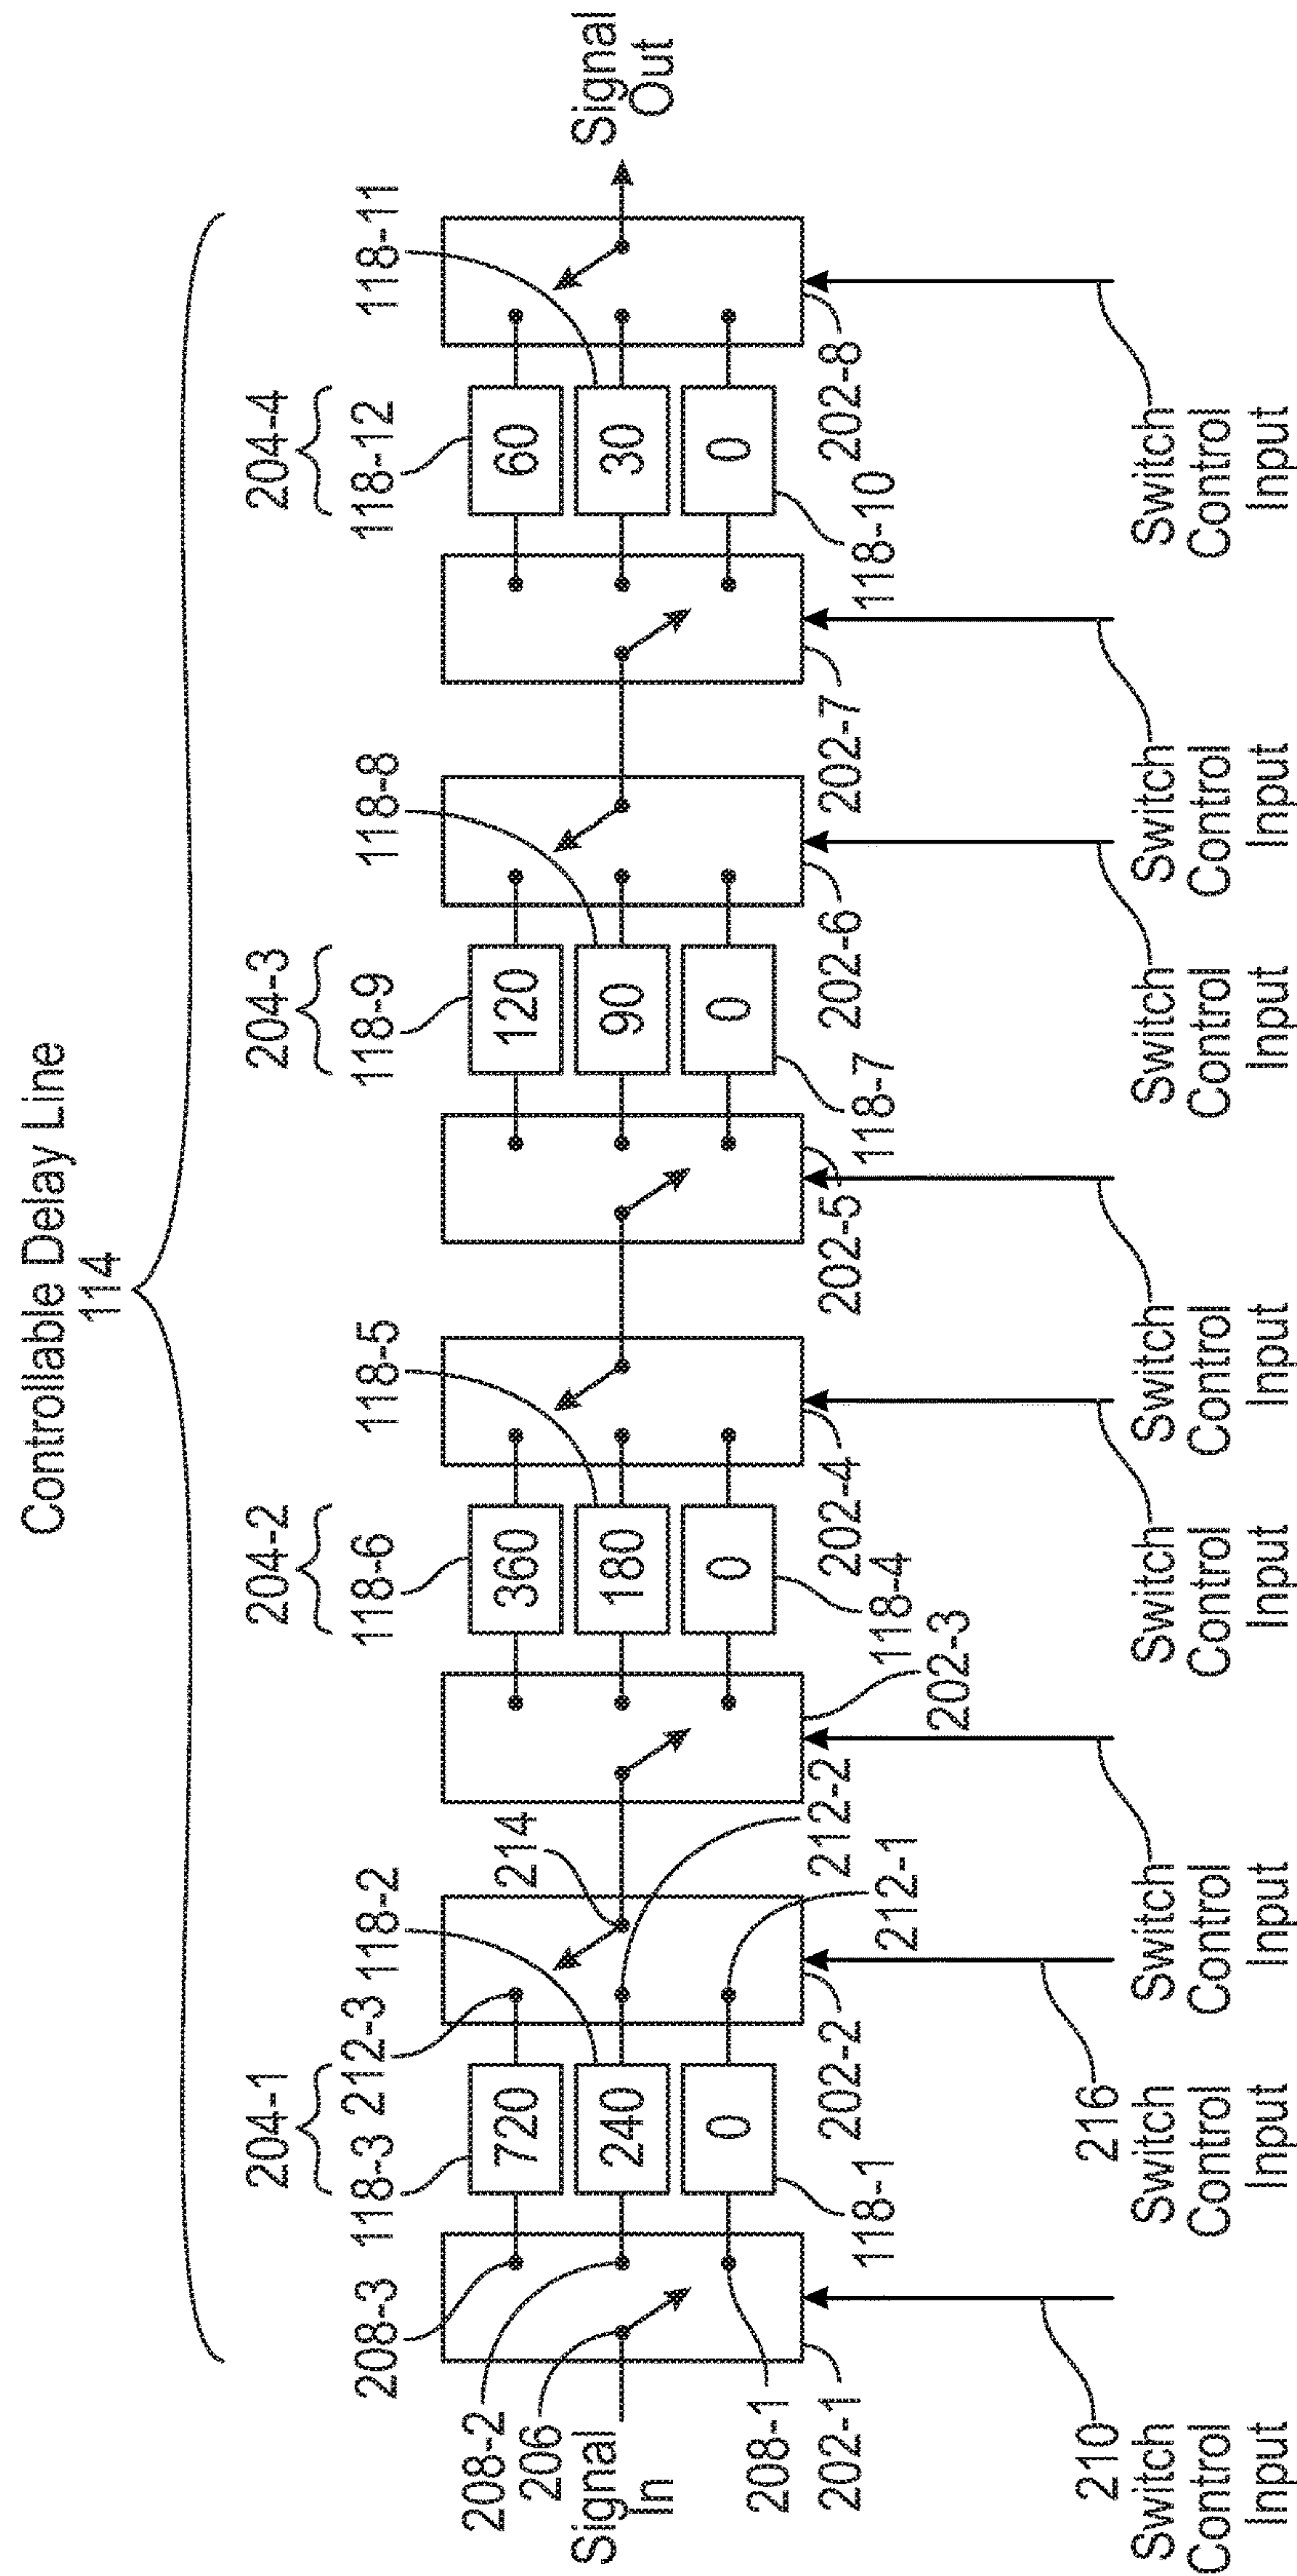 Controllable Delay Line
114
204-1
204-2
204-3
204-4
208-3
118-3
212-3
118-2
118-6
118-5
118-9
118-8
118-12
118-11
208-2
206
214
Signal
In
720
240
0
360
180
0
120
90
0
60
30
0
Signal
Out
208-1
202-1
118-1
202-2
212-1
212-2
202-3
118-4
202-4
202-5
118-7
202-6
202-7
118-10
202-8
210
Switch
Control
Input
216
Switch
Control
Input
Switch
Control
Input
Switch
Control
Input
Switch
Control
Input
Switch
Control
Input
Switch
Control
Input
Switch
Control
Input